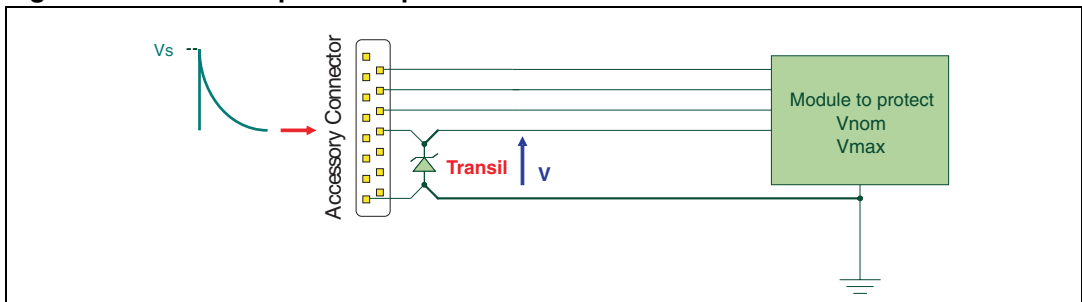 Vs
Accessory Connector
Transil
V
Module to protect
Vnom
Vmax